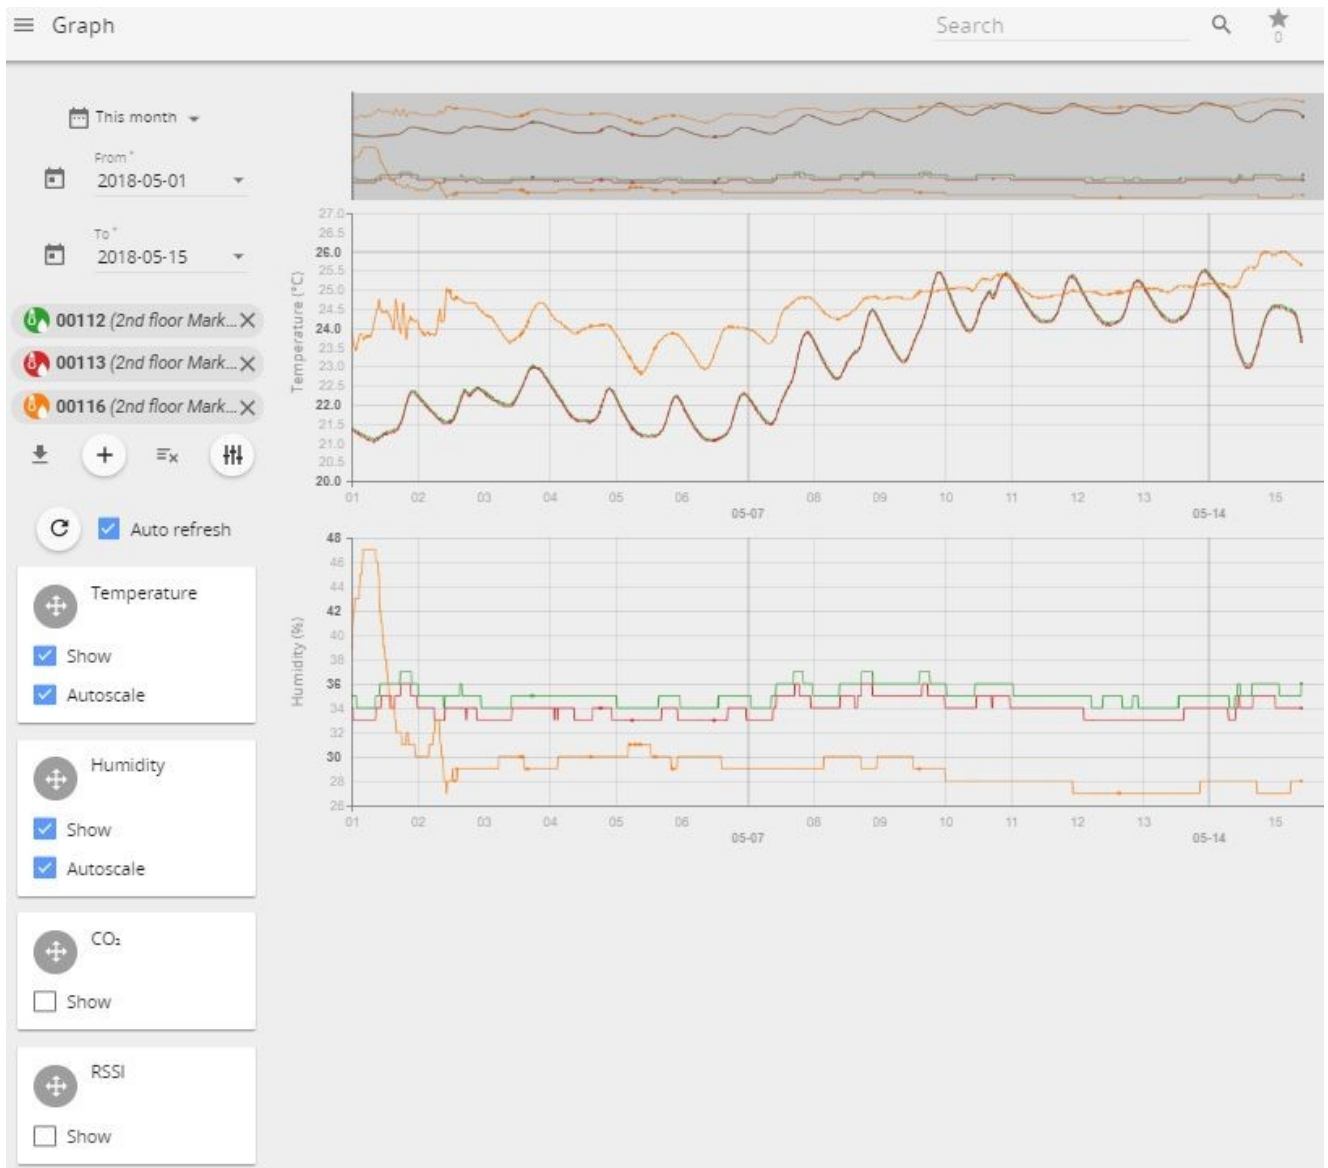 Graph
Search
0
This month
From *
2018-05-01
To *
2018-05-15
00112 (2nd floor Mark...
00113 (2nd floor Mark...
00116 (2nd floor Mark...
Auto refresh
Temperature
Show
Autoscale
Humidity
Show
Autoscale
CO₂
Show
RSSI
Show
Temperature (°C)
27.0
26.5
26.0
25.5
25.0
24.5
24.0
23.5
23.0
22.5
22.0
21.5
21.0
20.5
20.0
01 02 03 04 05 06 08 09 10 11 12 13 15
05-07 05-14
Humidity (%)
48
46
44
42
40
38
36
34
32
30
28
26
01 02 03 04 05 06 08 09 10 11 12 13 15
05-07 05-14